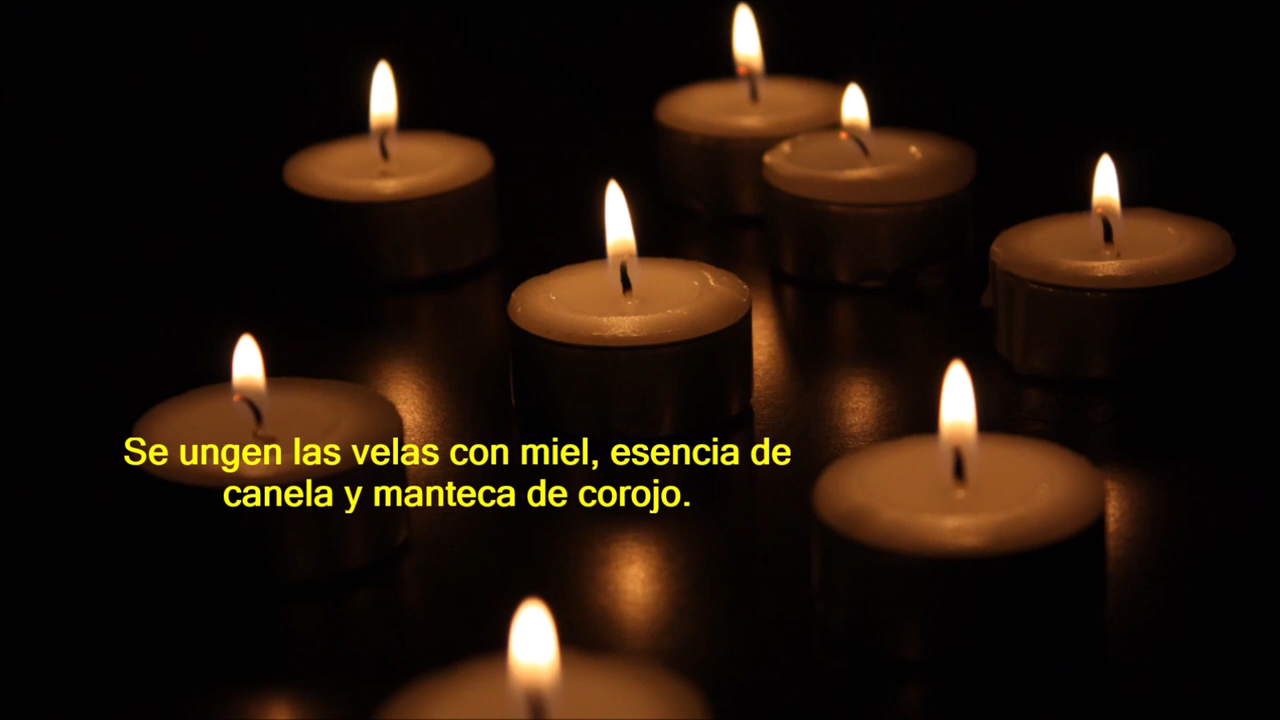 Se ungen las velas con miel, esencia de
canela y manteca de corojo.